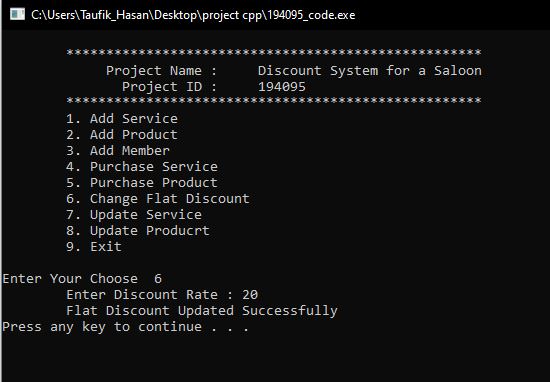 C:\Users\Taufik_Hasan\Desktop\project cpp\194095_code.exe
****************************************************
Project Name :     Discount System for a Saloon
Project ID :     194095
****************************************************
1. Add Service
2. Add Product
3. Add Member
4. Purchase Service
5. Purchase Product
6. Change Flat Discount
7. Update Service
8. Update Producrt
9. Exit
Enter Your Choose  6
Enter Discount Rate : 20
Flat Discount Updated Successfully
Press any key to continue . . .